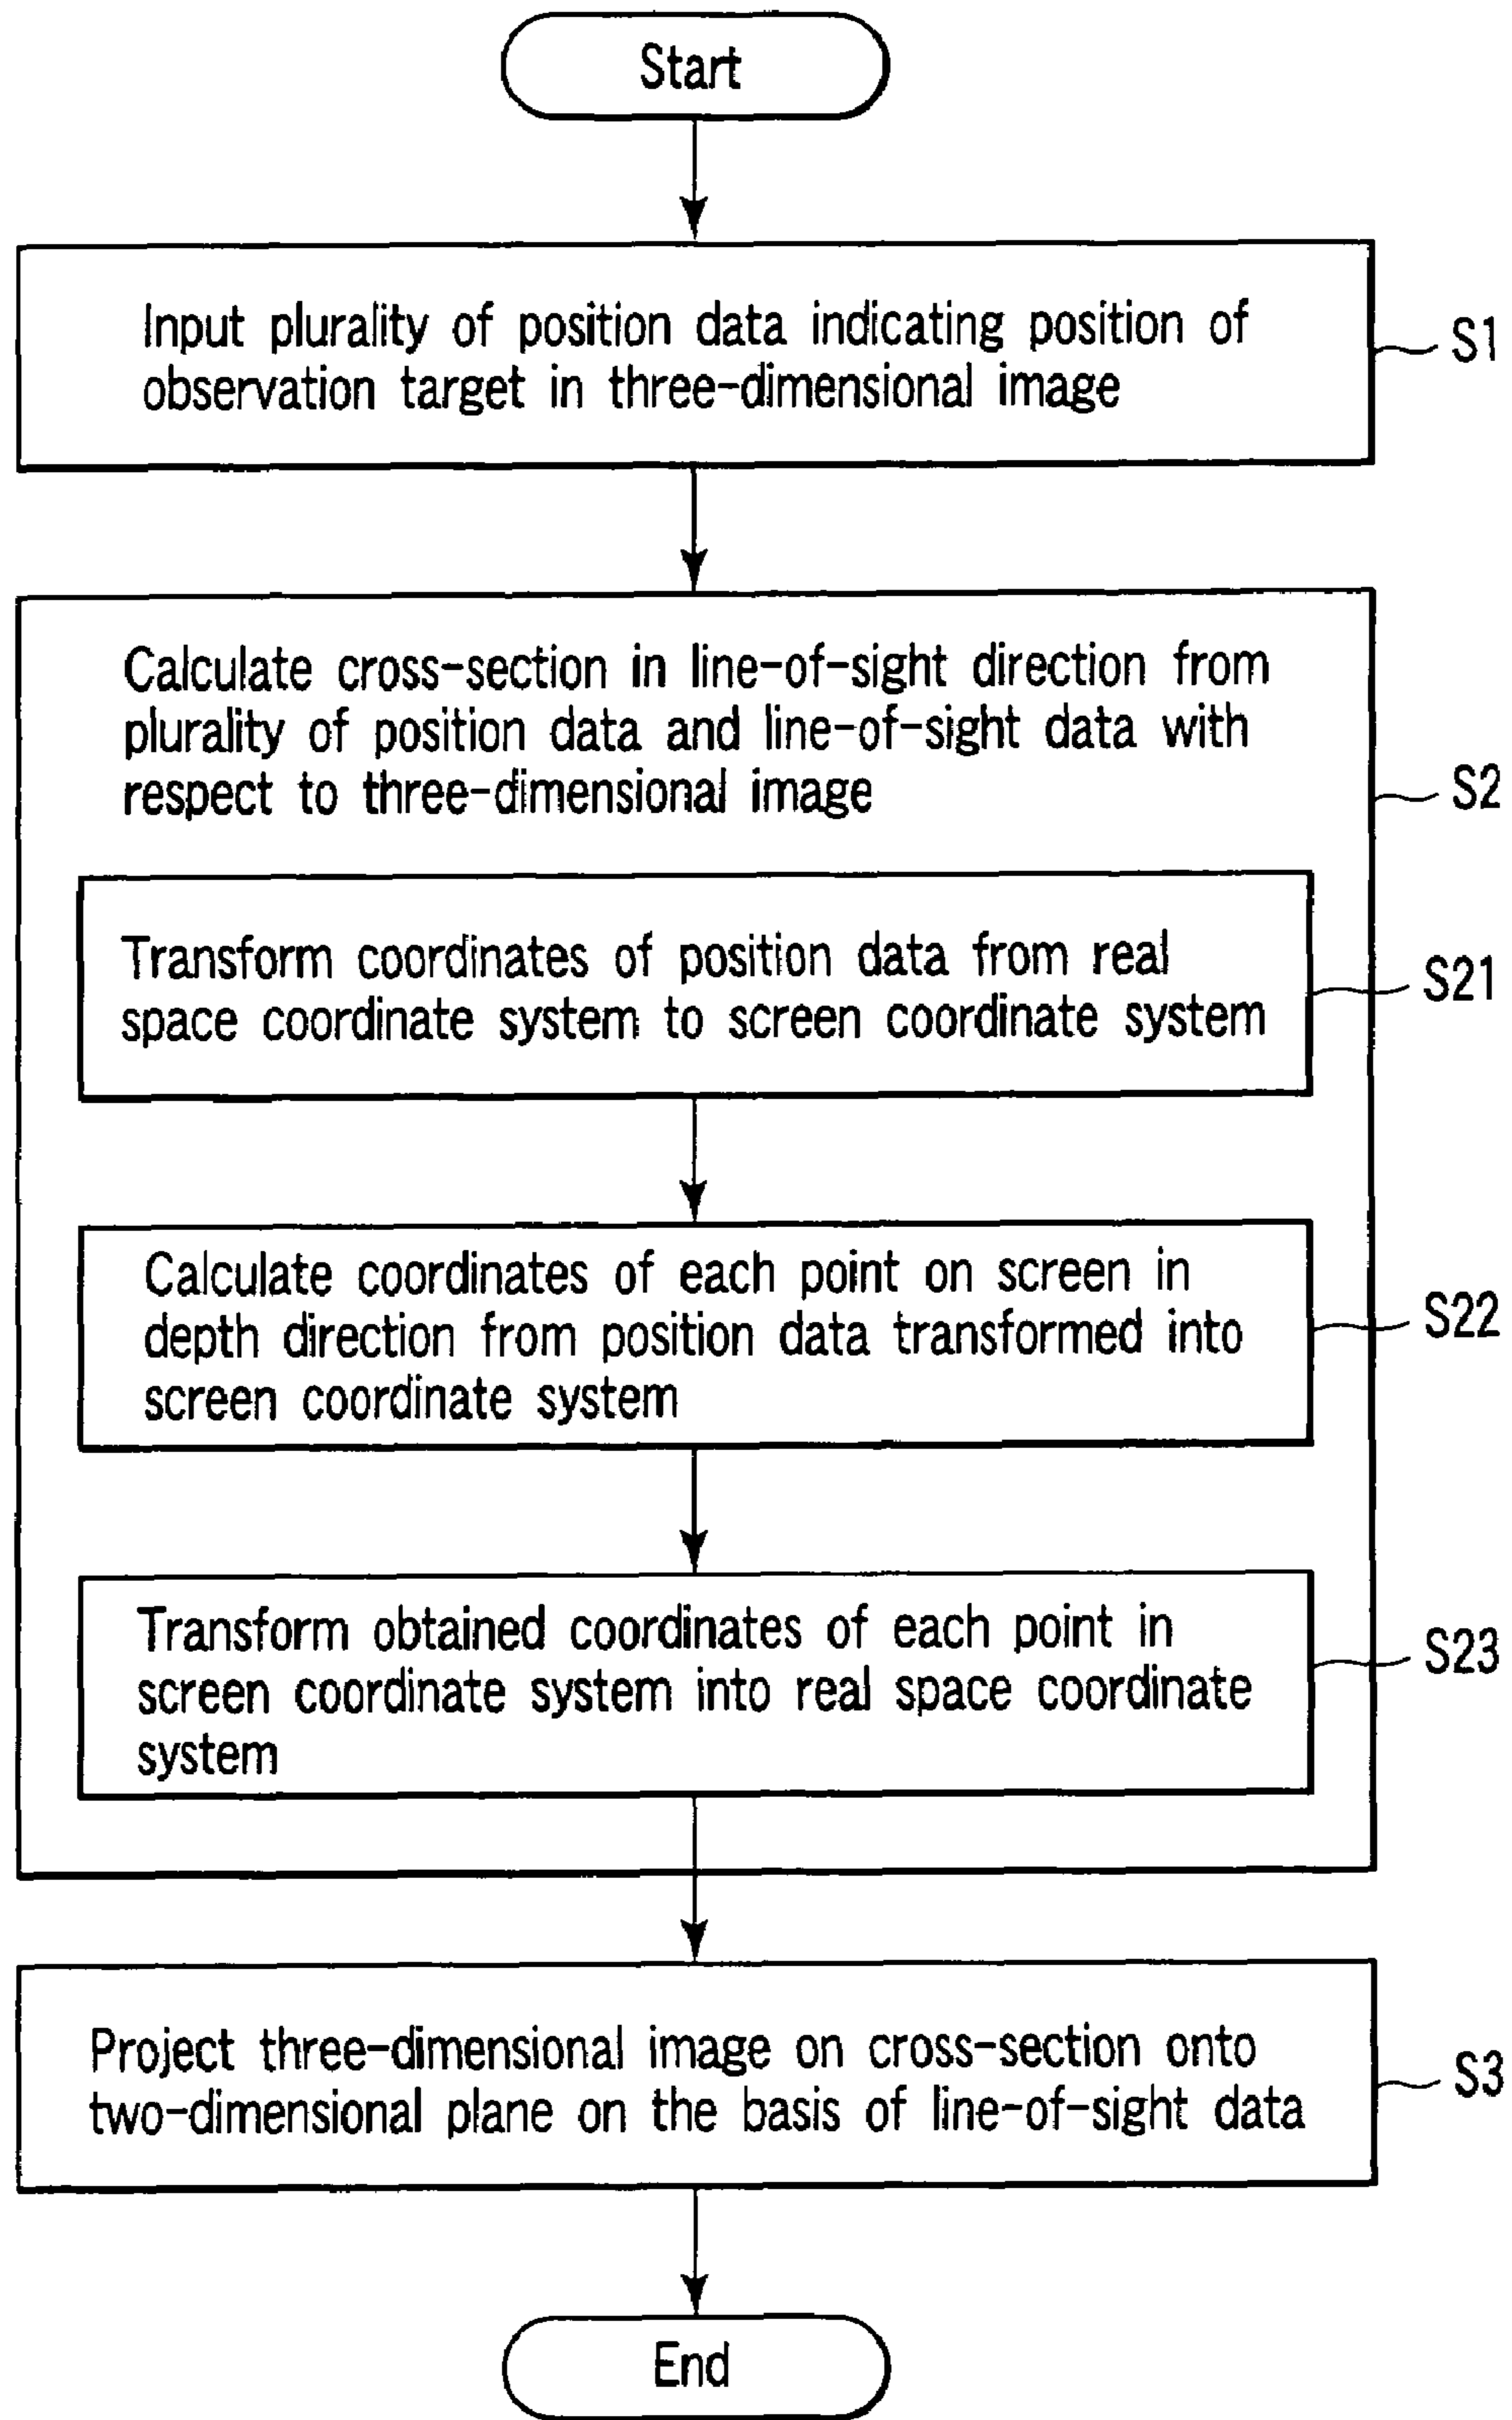 Start
Input plurality of position data indicating position of
observation target in three-dimensional image
S1
Calculate cross-section in line-of-sight direction from
plurality of position data and line-of-sight data with
respect to three-dimensional image
S2
Transform coordinates of position data from real
space coordinate system to screen coordinate system
S21
Calculate coordinates of each point on screen in
depth direction from position data transformed into
screen coordinate system
S22
Transform obtained coordinates of each point in
screen coordinate system into real space coordinate
system
S23
Project three-dimensional image on cross-section onto
two-dimensional plane on the basis of line-of-sight data
S3
End